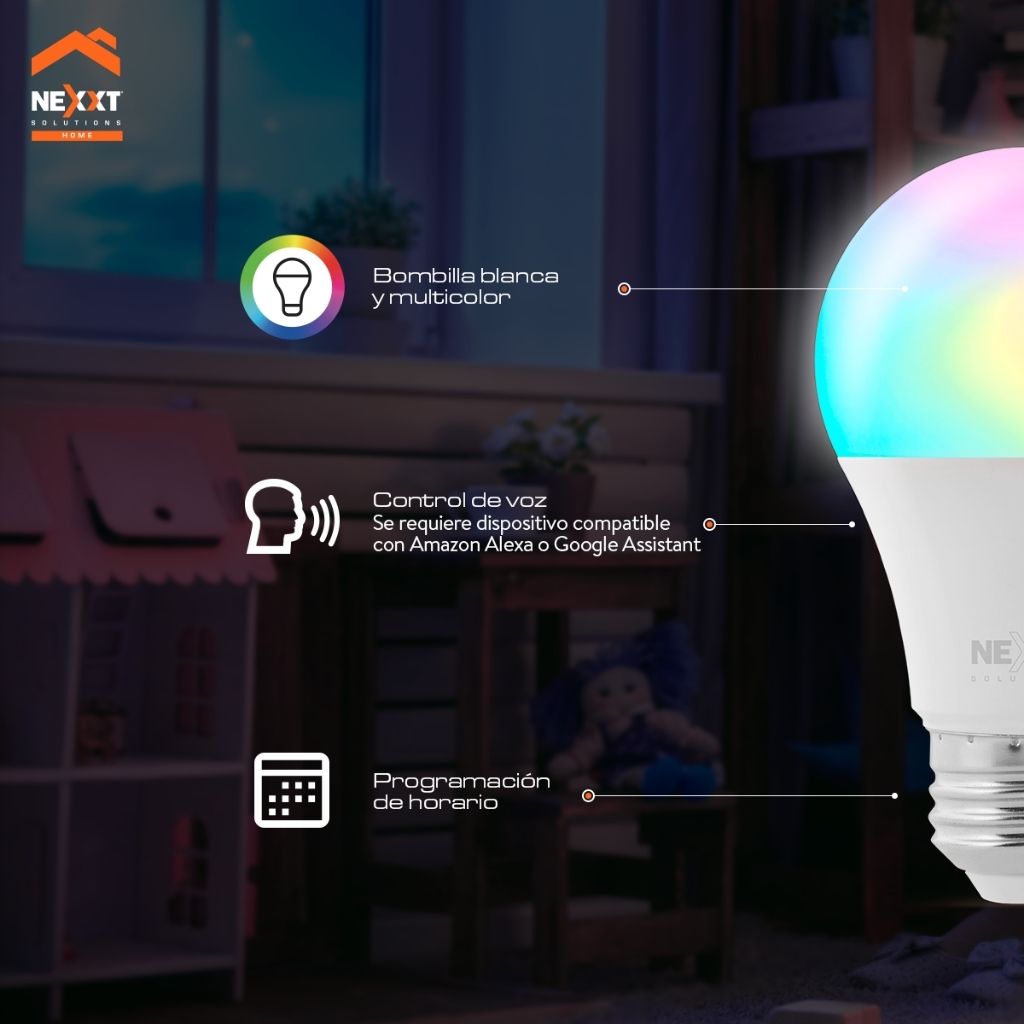 NEXXT
SOLUTIONS
HOME
Bombilla blanca
y multicolor
Control de voz
Se requiere dispositivo compatible
con Amazon Alexa o Google Assistant
Programación
de horario
NEX
SOLU